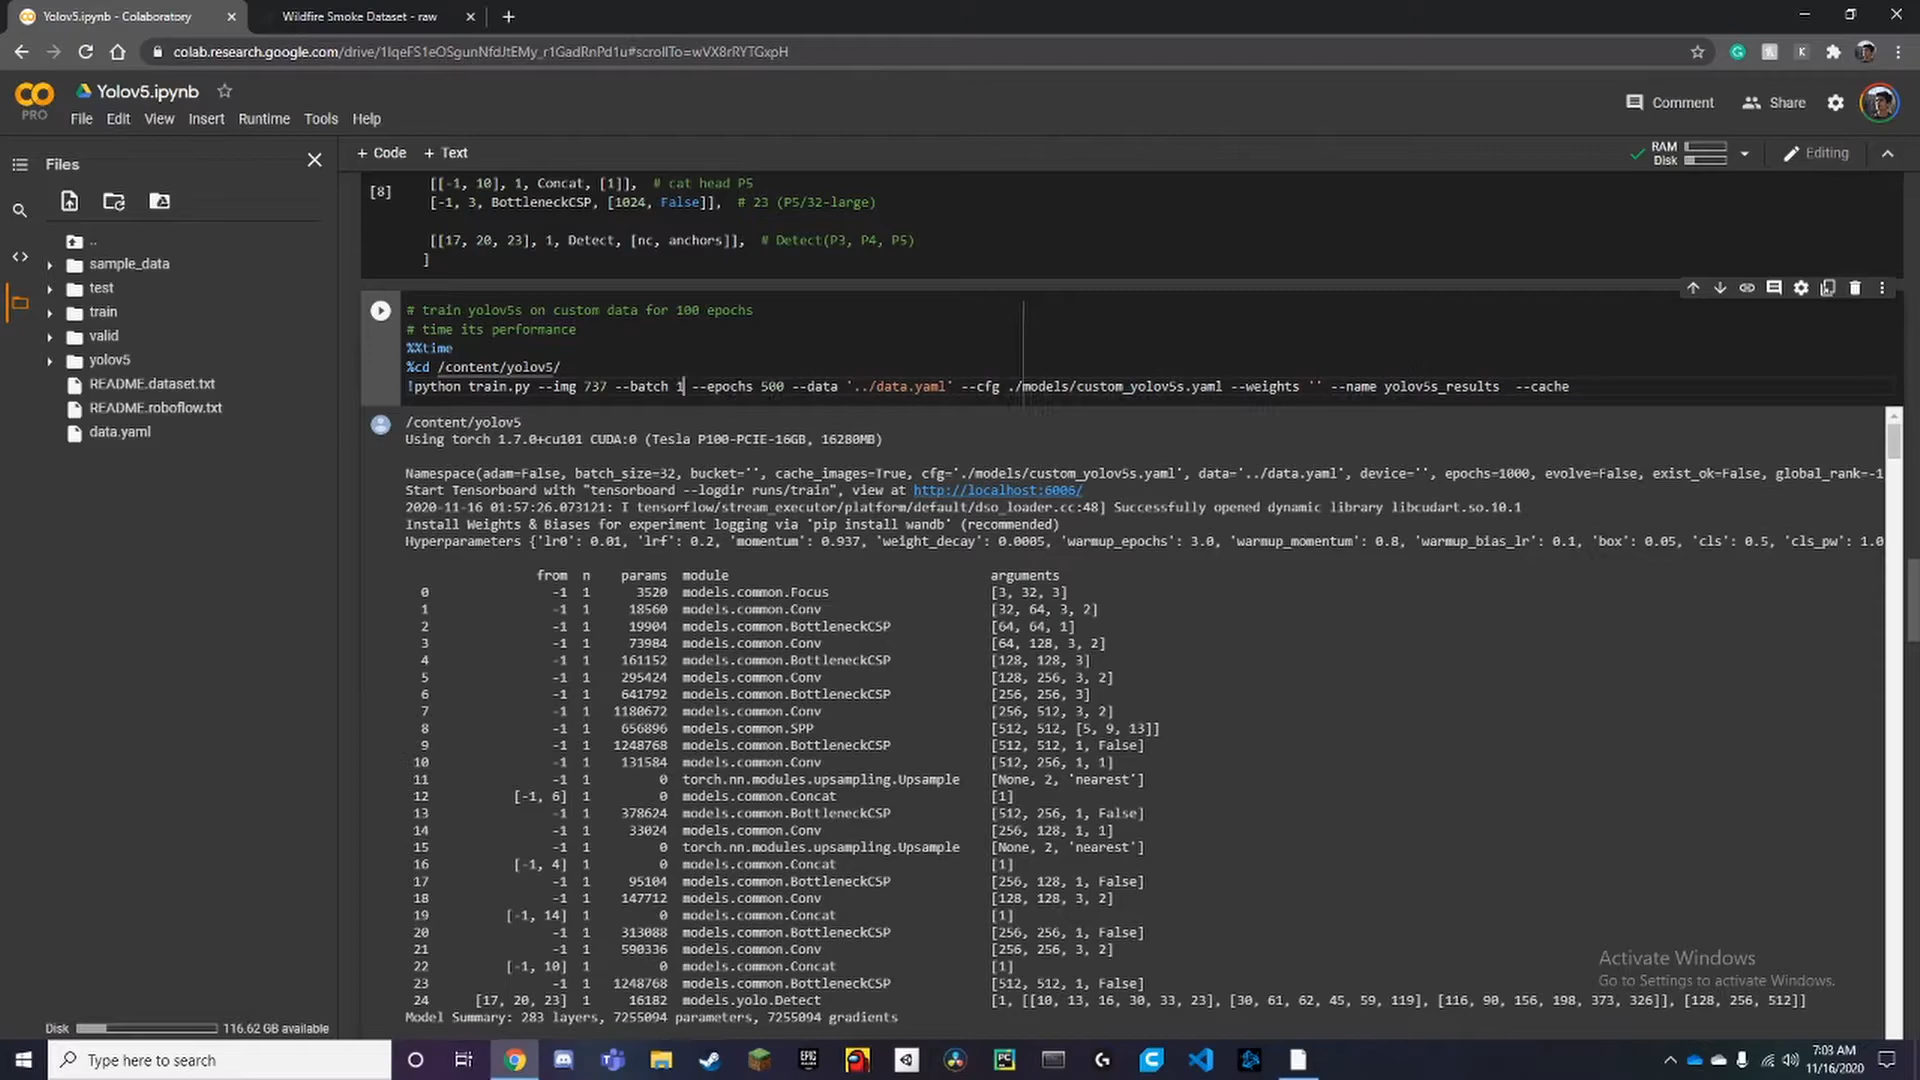 Yolov5.ipynb - Colaboratory
Wildfire Smoke Dataset - raw
colab.research.google.com/drive/1IqeFS1eOSgunNfdJtEMy_r1GadRnPd1u#scrollTo=wVX8rRYTGxpH
CO
PRO
Yolov5.ipynb
File Edit View Insert Runtime Tools Help
Comment
Share
Files
+ Code + Text
RAM
Disk
Editing
..
sample_data
test
train
valid
yolov5
README.dataset.txt
README.roboflow.txt
data.yaml
Disk 116.62 GB available
[8]
[[-1, 10], 1, Concat, [1]], # cat head P5
[-1, 3, BottleneckCSP, [1024, False]], # 23 (P5/32-large)
[[17, 20, 23], 1, Detect, [nc, anchors]], # Detect(P3, P4, P5)
]
# train yolov5s on custom data for 100 epochs
# time its performance
%%time
%cd /content/yolov5/
!python train.py --img 737 --batch 1 --epochs 500 --data '../data.yaml' --cfg ./models/custom_yolov5s.yaml --weights '' --name yolov5s_results --cache
/content/yolov5
Using torch 1.7.0+cu101 CUDA:0 (Tesla P100-PCIE-16GB, 16280MB)
Namespace(adam=False, batch_size=32, bucket='', cache_images=True, cfg='./models/custom_yolov5s.yaml', data='../data.yaml', device='', epochs=1000, evolve=False, exist_ok=False, global_rank=-1
Start Tensorboard with "tensorboard --logdir runs/train", view at http://localhost:6006/
2020-11-16 01:57:26.073121: I tensorflow/stream_executor/platform/default/dso_loader.cc:48] Successfully opened dynamic library libcudart.so.10.1
Install Weights & Biases for experiment logging via 'pip install wandb' (recommended)
Hyperparameters {'lr0': 0.01, 'lrf': 0.2, 'momentum': 0.937, 'weight_decay': 0.0005, 'warmup_epochs': 3.0, 'warmup_momentum': 0.8, 'warmup_bias_lr': 0.1, 'box': 0.05, 'cls': 0.5, 'cls_pw': 1.0
from n params module arguments
0 -1 1 3520 models.common.Focus [3, 32, 3]
1 -1 1 18560 models.common.Conv [32, 64, 3, 2]
2 -1 1 19904 models.common.BottleneckCSP [64, 64, 1]
3 -1 1 73984 models.common.Conv [64, 128, 3, 2]
4 -1 1 161152 models.common.BottleneckCSP [128, 128, 3]
5 -1 1 295424 models.common.Conv [128, 256, 3, 2]
6 -1 1 641792 models.common.BottleneckCSP [256, 256, 3]
7 -1 1 1180672 models.common.Conv [256, 512, 3, 2]
8 -1 1 656896 models.common.SPP [512, 512, [5, 9, 13]]
9 -1 1 1248768 models.common.BottleneckCSP [512, 512, 1, False]
10 -1 1 131584 models.common.Conv [512, 256, 1, 1]
11 -1 1 0 torch.nn.modules.upsampling.Upsample [None, 2, 'nearest']
12 [-1, 6] 1 0 models.common.Concat [1]
13 -1 1 378624 models.common.BottleneckCSP [512, 256, 1, False]
14 -1 1 33024 models.common.Conv [256, 128, 1, 1]
15 -1 1 0 torch.nn.modules.upsampling.Upsample [None, 2, 'nearest']
16 [-1, 4] 1 0 models.common.Concat [1]
17 -1 1 95104 models.common.BottleneckCSP [256, 128, 1, False]
18 -1 1 147712 models.common.Conv [128, 128, 3, 2]
19 [-1, 14] 1 0 models.common.Concat [1]
20 -1 1 313088 models.common.BottleneckCSP [256, 256, 1, False]
21 -1 1 590336 models.common.Conv [256, 256, 3, 2]
22 [-1, 10] 1 0 models.common.Concat [1]
23 -1 1 1248768 models.common.BottleneckCSP [512, 512, 1, False]
24 [17, 20, 23] 1 16182 models.yolo.Detect [1, [[10, 13, 16, 30, 33, 23], [30, 61, 62, 45, 59, 119], [116, 90, 156, 198, 373, 326]], [128, 256, 512]]
Model Summary: 283 layers, 7255094 parameters, 7255094 gradients
Activate Windows
Go to Settings to activate Windows.
Type here to search
7:03 AM
11/16/2020